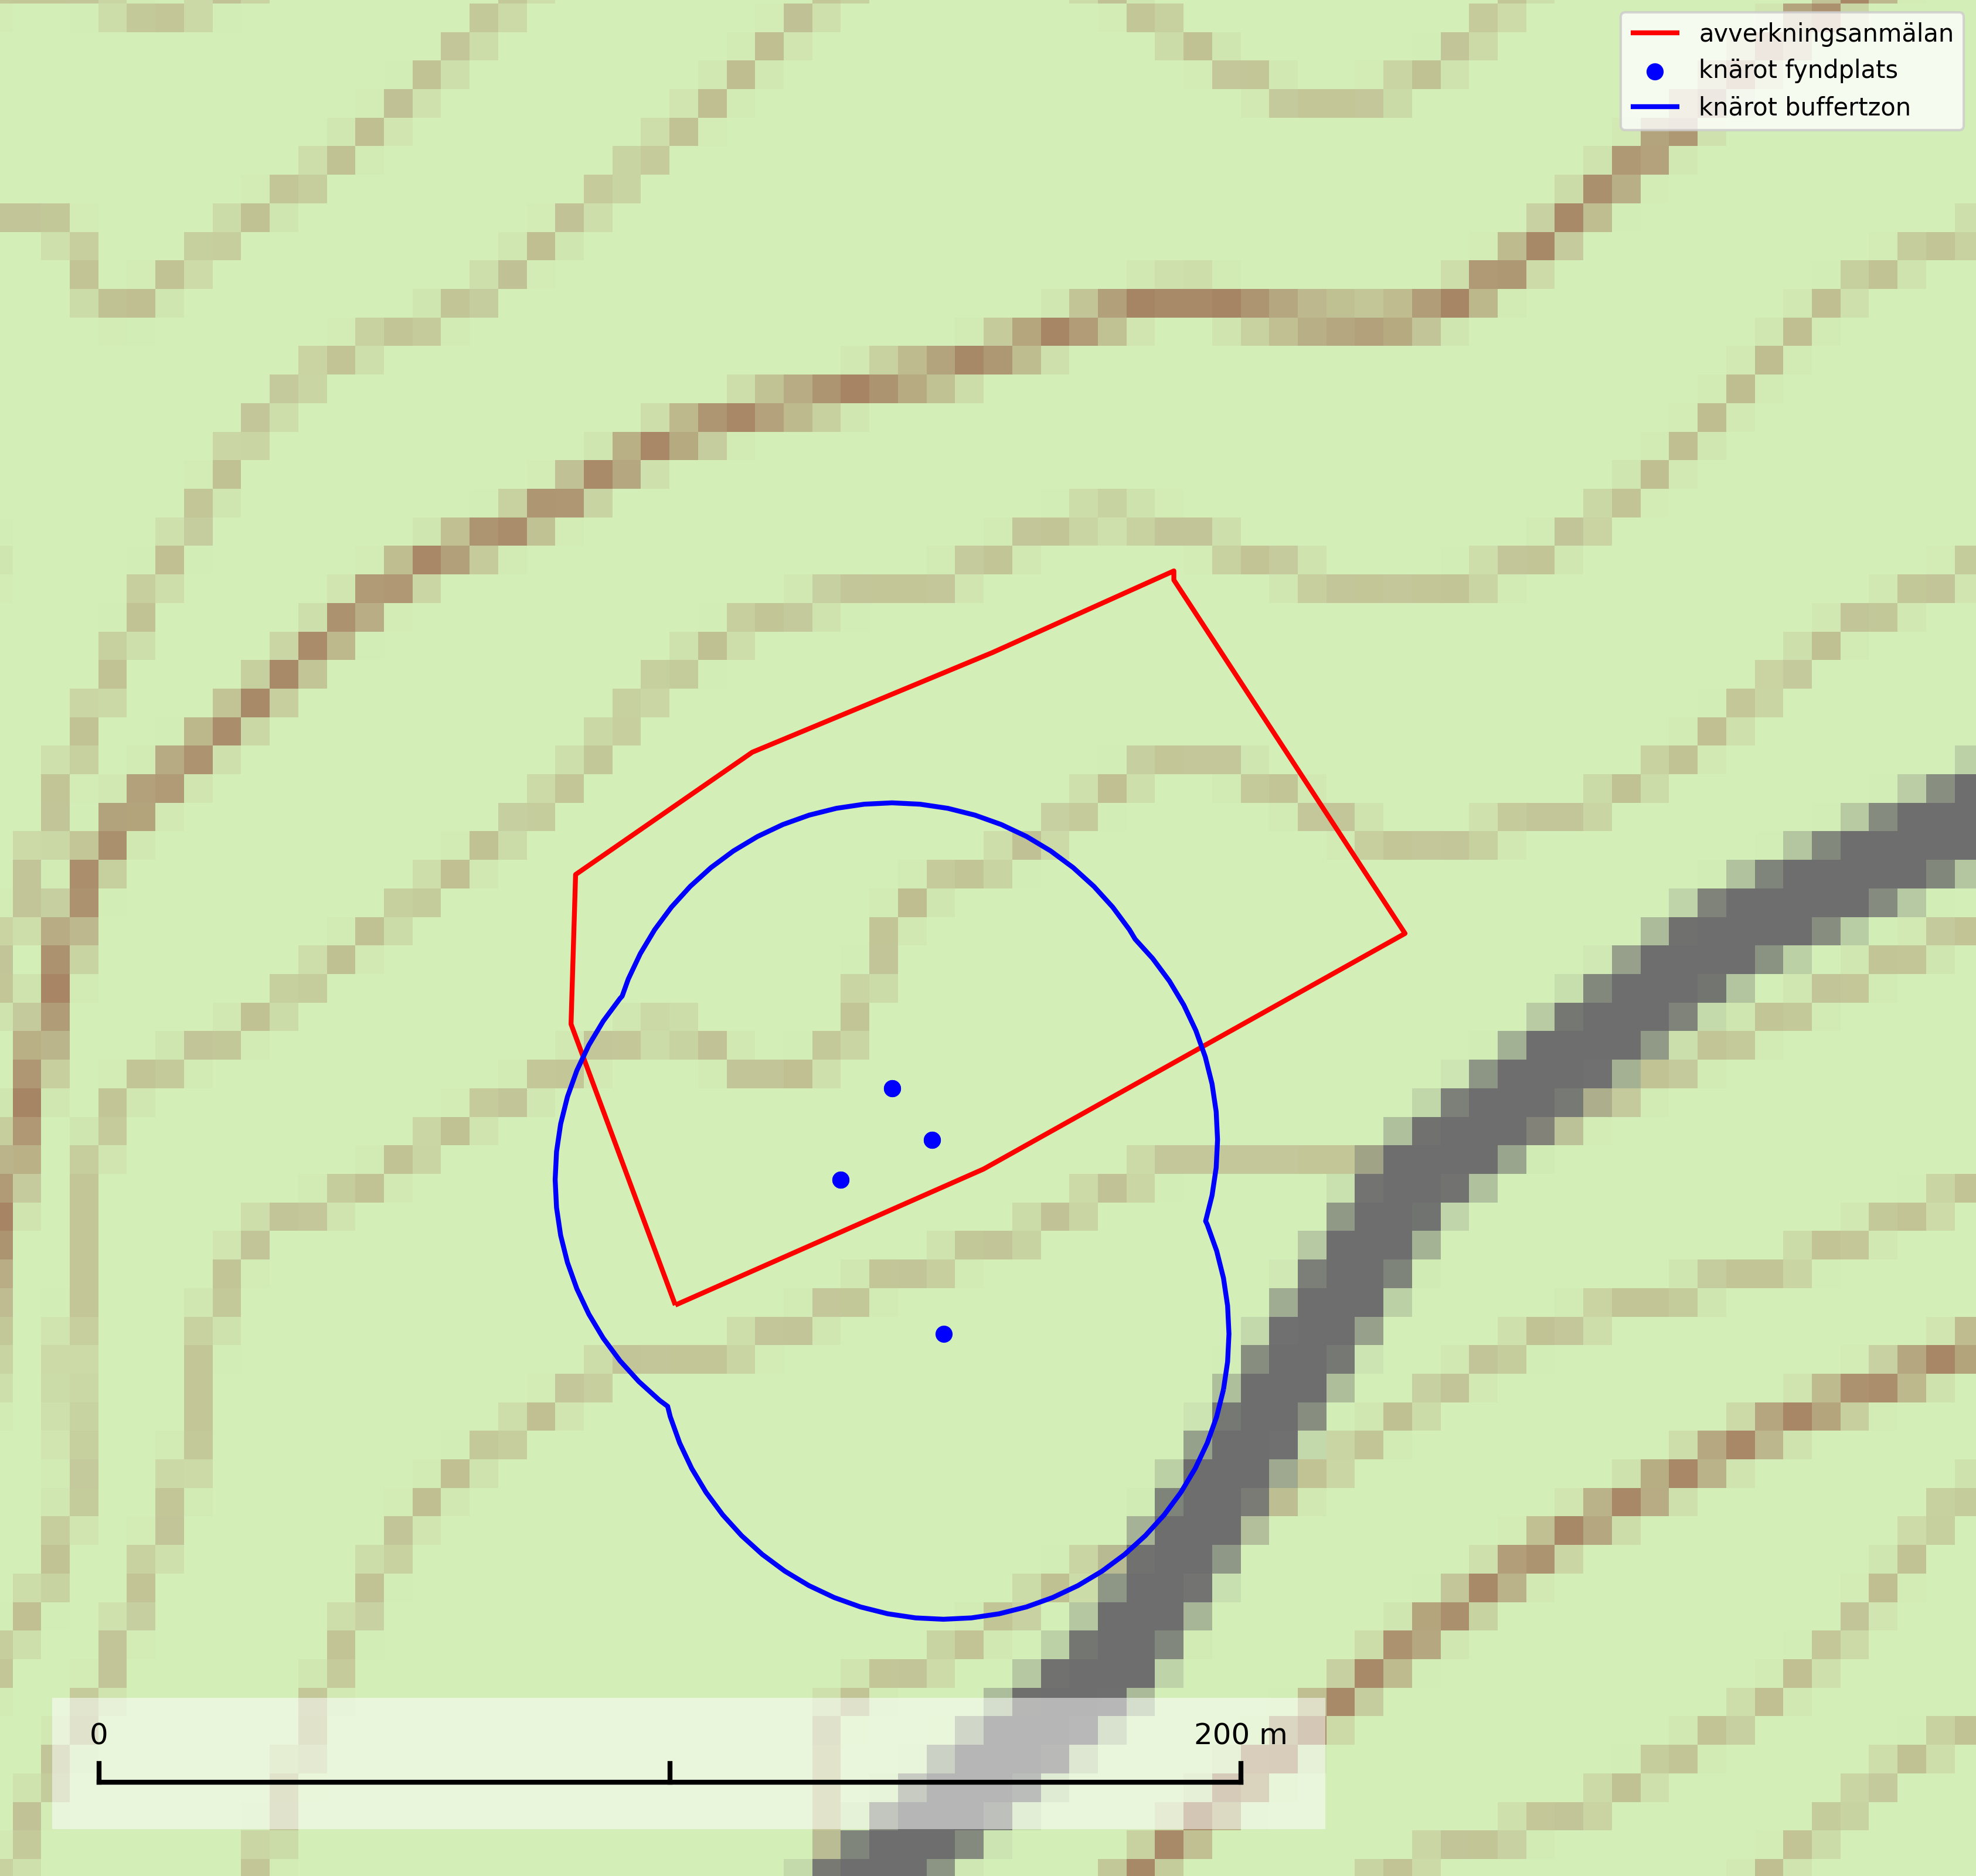 avverkningsanmälan
knärot fyndplats
knärot buffertzon
0 200 m